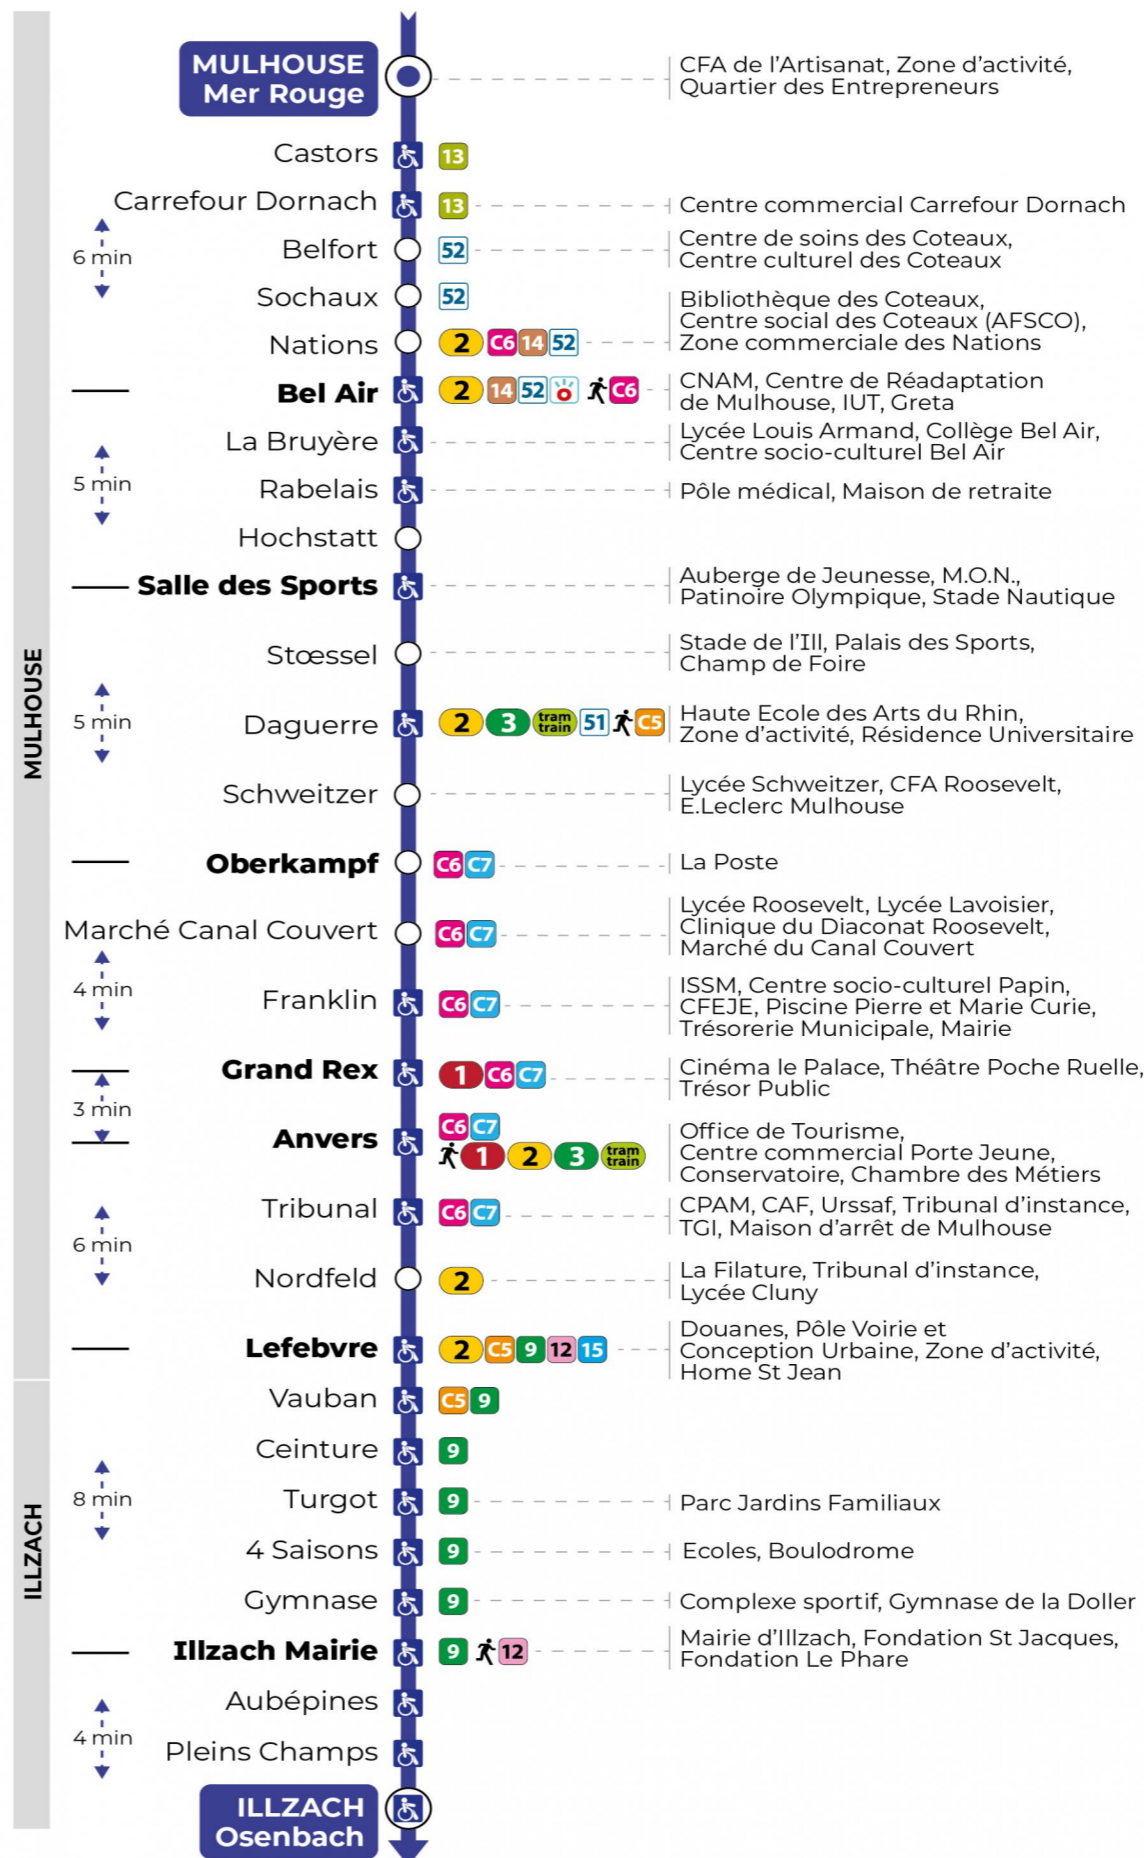 MULHOUSE
Mer Rouge
CFA de l’Artisanat, Zone d’activité,
Quartier des Entrepreneurs
Castors
13
Carrefour Dornach
13
Centre commercial Carrefour Dornach
6 min
Belfort
52
Centre de soins des Coteaux,
Centre culturel des Coteaux
Sochaux
52
Nations
2 C6 14 52
Bibliothèque des Coteaux,
Centre social des Coteaux (AFSCO),
Zone commerciale des Nations
Bel Air
2 14 52 C6
CNAM, Centre de Réadaptation
de Mulhouse, IUT, Greta
La Bruyère
Lycée Louis Armand, Collège Bel Air,
Centre socio-culturel Bel Air
5 min
Rabelais
Pôle médical, Maison de retraite
Hochstatt
Salle des Sports
Auberge de Jeunesse, M.O.N.,
Patinoire Olympique, Stade Nautique
MULHOUSE
Stœssel
Stade de l’Ill, Palais des Sports,
Champ de Foire
5 min
Daguerre
2 3 tram train 51 C5
Haute Ecole des Arts du Rhin,
Zone d’activité, Résidence Universitaire
Schweitzer
Lycée Schweitzer, CFA Roosevelt,
E.Leclerc Mulhouse
Oberkampf
C6 C7
La Poste
Marché Canal Couvert
C6 C7
Lycée Roosevelt, Lycée Lavoisier,
Clinique du Diaconat Roosevelt,
Marché du Canal Couvert
4 min
Franklin
C6 C7
ISSM, Centre socio-culturel Papin,
CFEJE, Piscine Pierre et Marie Curie,
Trésorerie Municipale, Mairie
Grand Rex
1 C6 C7
Cinéma le Palace, Théâtre Poche Ruelle,
Trésor Public
3 min
Anvers
C6 C7
1 2 3 tram train
Office de Tourisme,
Centre commercial Porte Jeune,
Conservatoire, Chambre des Métiers
Tribunal
C6 C7
CPAM, CAF, Urssaf, Tribunal d’instance,
TGI, Maison d’arrêt de Mulhouse
6 min
Nordfeld
2
La Filature, Tribunal d’instance,
Lycée Cluny
Lefebvre
2 C5 9 12 15
Douanes, Pôle Voirie et
Conception Urbaine, Zone d’activité,
Home St Jean
Vauban
C5 9
Ceinture
9
8 min
Turgot
9
Parc Jardins Familiaux
ILLZACH
4 Saisons
9
Ecoles, Boulodrome
Gymnase
9
Complexe sportif, Gymnase de la Doller
Illzach Mairie
9 12
Mairie d’Illzach, Fondation St Jacques,
Fondation Le Phare
Aubépines
4 min
Pleins Champs
ILLZACH
Osenbach